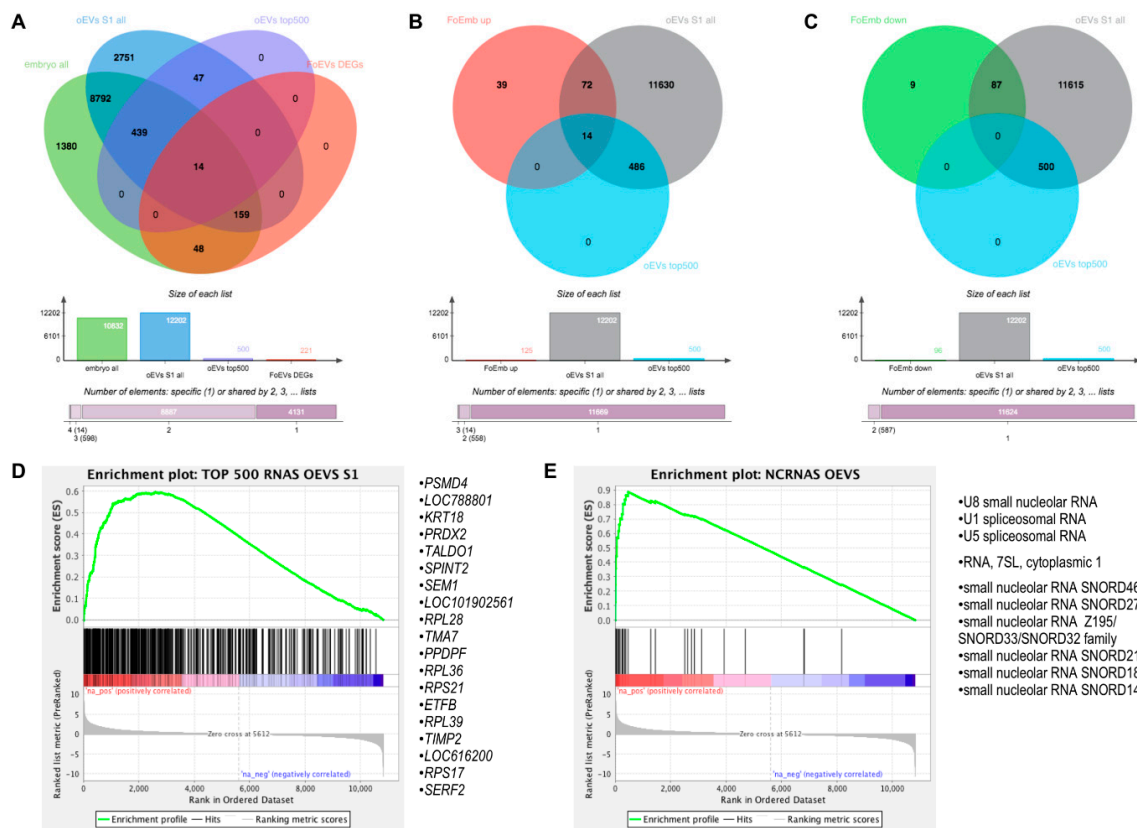 A
oEVs S1 all
oEVs top500
embryo all
FoEVs DEGs
2751
0
47
8792
0
439
0
0
1380
14
0
0
0
159
48
Size of each list
12202
6101
0
10832
12202
500
221
embryo all
oEVs S1 all
oEVs top500
FoEVs DEGs
Number of elements: specific (1) or shared by 2, 3, ... lists
8887
4131
4 (14)
3 (598)
2
1
B
FoEmb up
oEVs S1 all
39
72
11630
14
0
486
0
oEVs top500
Size of each list
12202
6101
0
125
12202
500
FoEmb up
oEVs S1 all
oEVs top500
Number of elements: specific (1) or shared by 2, 3, ... lists
11669
3 (14)
2 (558)
1
C
FoEmb down
oEVs S1 all
9
87
11615
0
0
500
0
oEVs top500
Size of each list
12202
6101
0
96
12202
500
FoEmb down
oEVs S1 all
oEVs top500
Number of elements: specific (1) or shared by 2, 3, ... lists
11624
2 (587)
1
D
Enrichment plot: TOP 500 RNAS OEVS S1
Enrichment score (ES)
0.6
0.5
0.4
0.3
0.2
0.1
0.0
'na_pos' (positively correlated)
Ranked list metric (PreRanked)
10
5
0
-5
-10
Zero cross at 5612
'na_neg' (negatively correlated)
0
2,000
4,000
6,000
8,000
10,000
Rank in Ordered Dataset
Enrichment profile
Hits
Ranking metric scores
•PSMD4
•LOC788801
•KRT18
•PRDX2
•TALDO1
•SPINT2
•SEM1
•LOC101902561
•RPL28
•TMA7
•PPDPF
•RPL36
•RPS21
•ETFB
•RPL39
•TIMP2
•LOC616200
•RPS17
•SERF2
E
Enrichment plot: NCRNAS OEVS
Enrichment score (ES)
0.9
0.8
0.7
0.6
0.5
0.4
0.3
0.2
0.1
0.0
'na_pos' (positively correlated)
Ranked list metric (PreRanked)
10
5
0
-5
-10
Zero cross at 5612
'na_neg' (negatively correlated)
0
2,000
4,000
6,000
8,000
10,000
Rank in Ordered Dataset
Enrichment profile
Hits
Ranking metric scores
•U8 small nucleolar RNA
•U1 spliceosomal RNA
•U5 spliceosomal RNA
•RNA, 7SL, cytoplasmic 1
•small nucleolar RNA SNORD46
•small nucleolar RNA SNORD27
•small nucleolar RNA Z195/
SNORD33/SNORD32 family
•small nucleolar RNA SNORD21
•small nucleolar RNA SNORD18
•small nucleolar RNA SNORD14